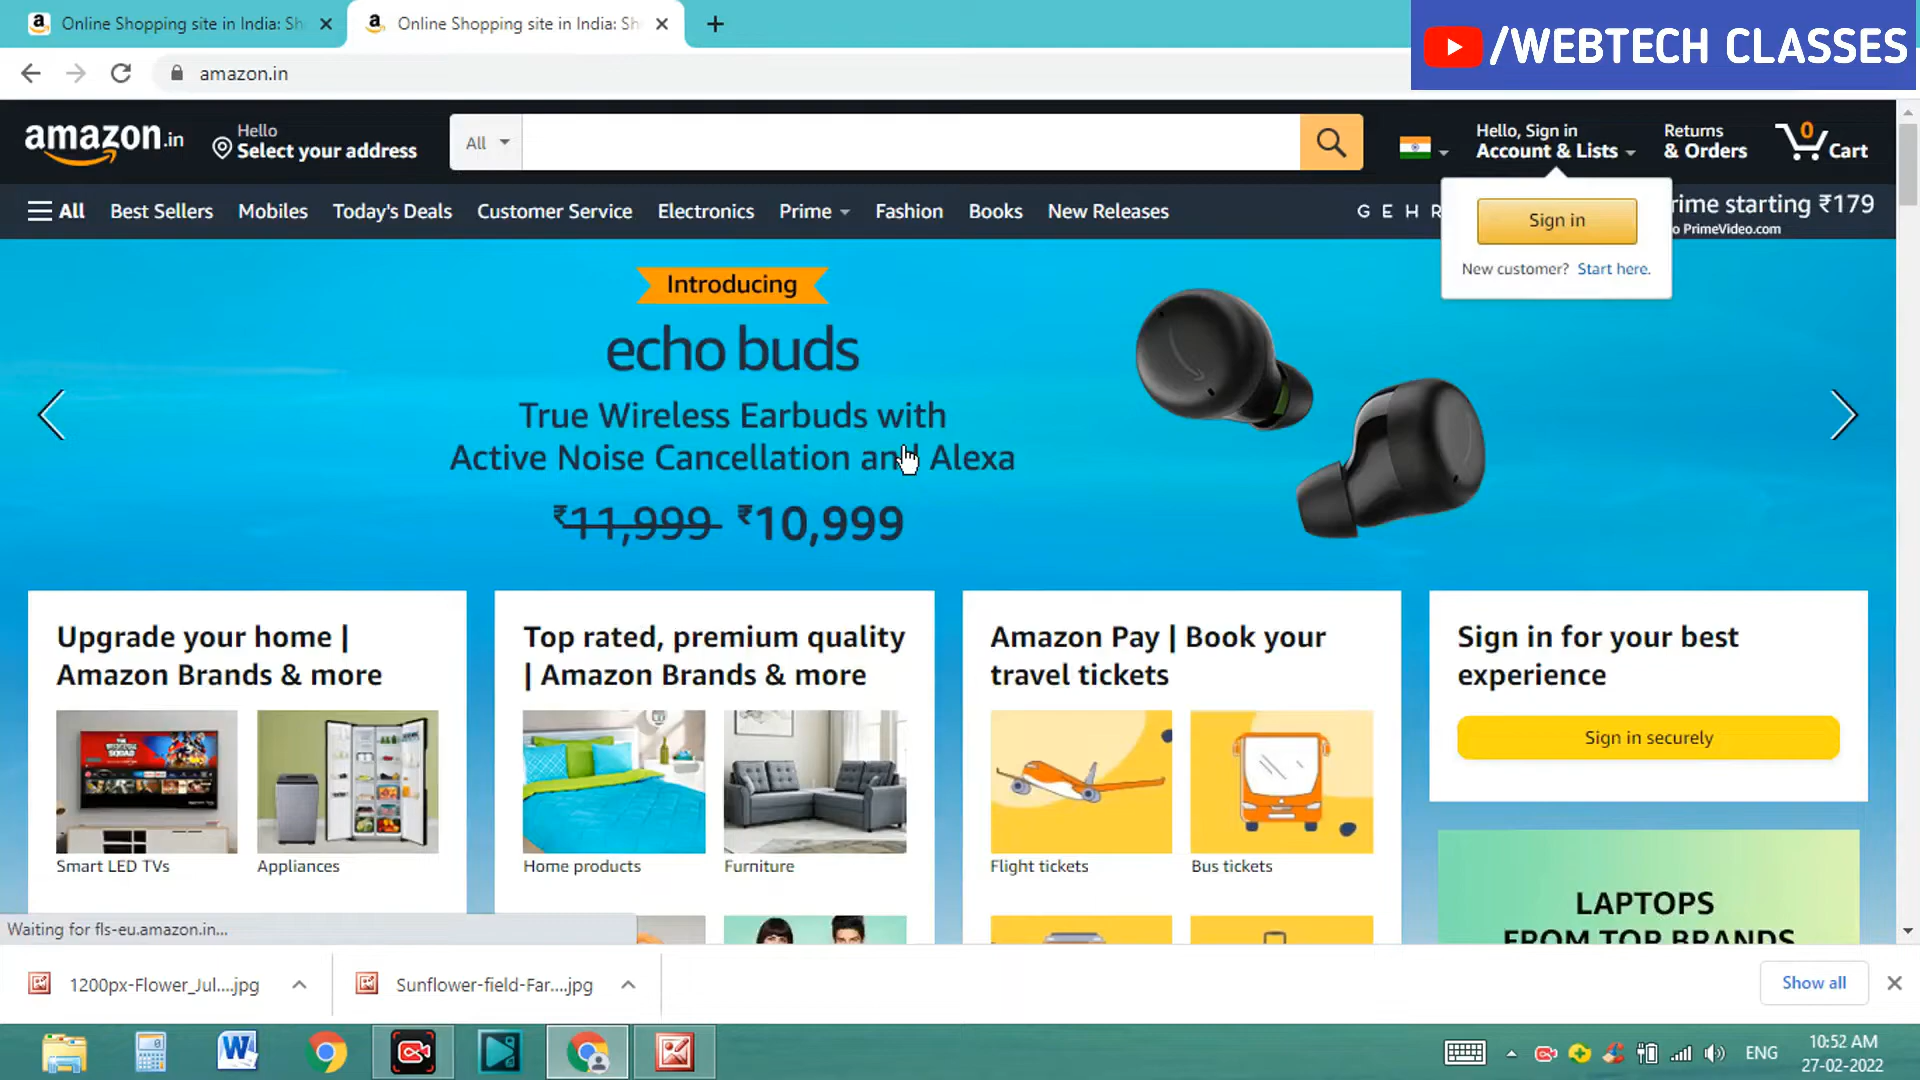 Online Shopping site in India: Sh
Online Shopping site in India: Sh
/WEBTECH CLASSES
amazon.in
amazon.in
Hello
Select your address
All
Hello, Sign in
Account & Lists
Returns
& Orders
0
Cart
All
Best Sellers
Mobiles
Today's Deals
Customer Service
Electronics
Prime
Fashion
Books
New Releases
G E H R
rime starting ₹179
o PrimeVideo.com
Sign in
New customer? Start here.
Introducing
echo buds
True Wireless Earbuds with
Active Noise Cancellation and Alexa
₹11,999 ₹10,999
Upgrade your home |
Amazon Brands & more
Smart LED TVs
Appliances
Top rated, premium quality
| Amazon Brands & more
Home products
Furniture
Amazon Pay | Book your
travel tickets
Flight tickets
Bus tickets
Sign in for your best
experience
Sign in securely
LAPTOPS
FROM TOP BRANDS
Waiting for fls-eu.amazon.in...
1200px-Flower_Jul....jpg
Sunflower-field-Far....jpg
Show all
ENG
10:52 AM
27-02-2022